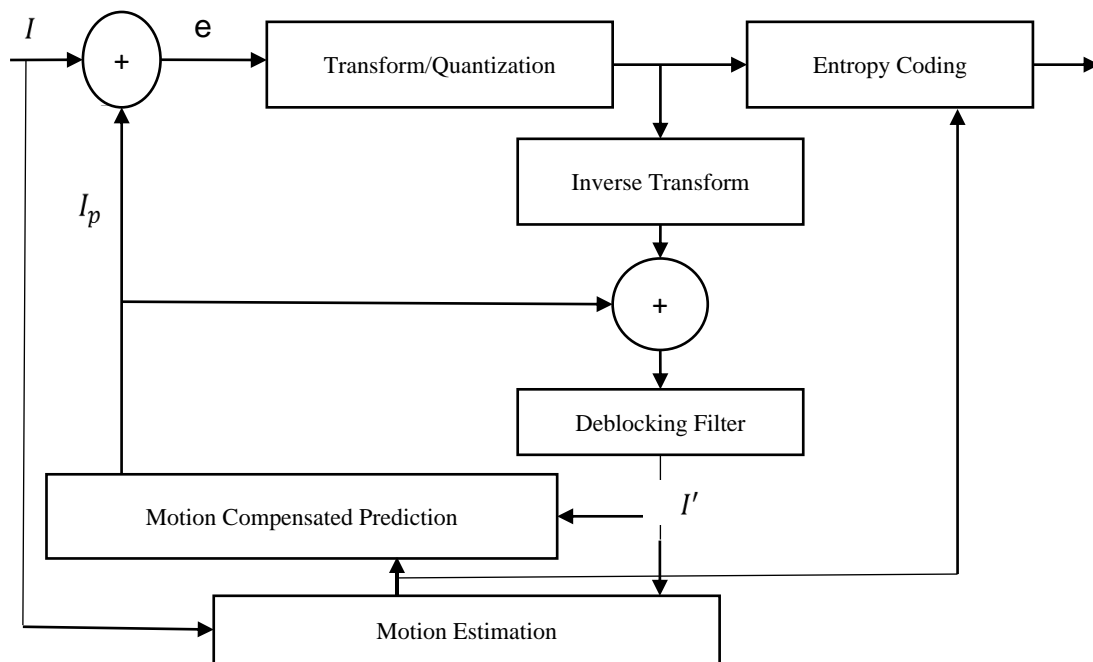 I
e
+
Transform/Quantization
Entropy Coding
Inverse Transform
I_p
+
Deblocking Filter
I′
Motion Compensated Prediction
Motion Estimation